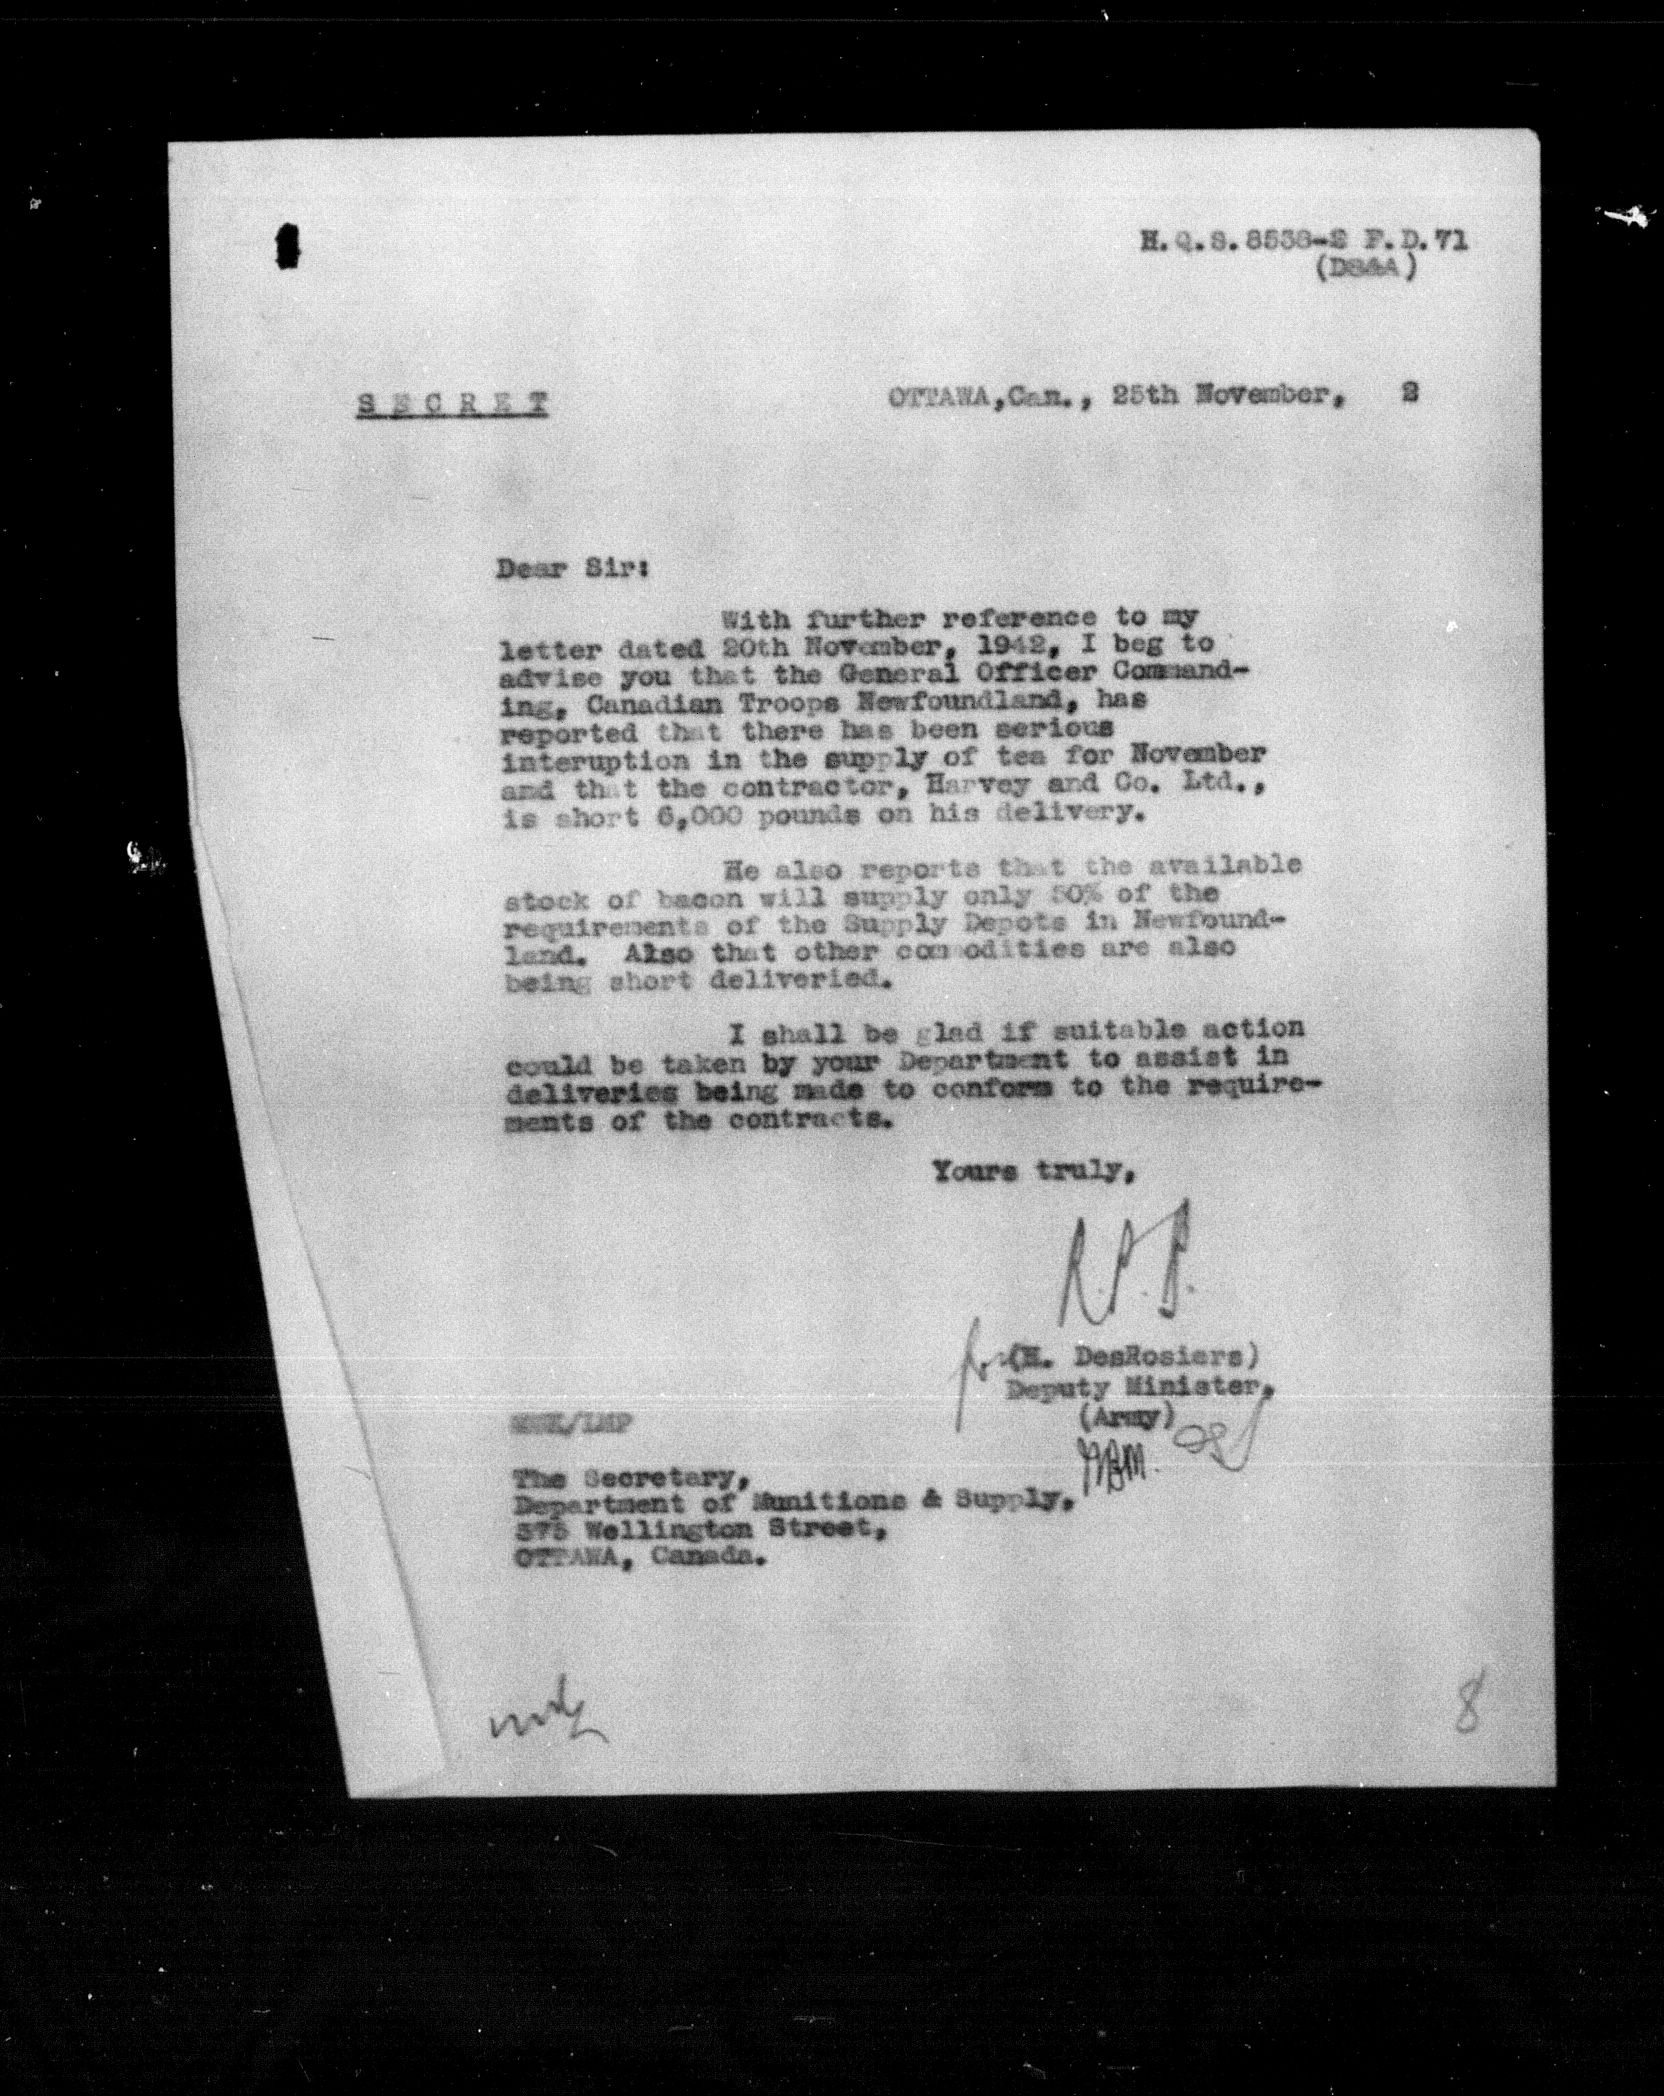 H.Q.S. 8538-2 F.D. 71
(DS&A)
SECRET
OTTAWA, Can., 25th November, 2
Dear Sir:
With further reference to my
letter dated 20th November, 1942, I beg to
advise you that the General Officer Command-
ing, Canadian Troops Newfoundland, has
reported that there has been serious
interuption in the supply of tea for November
and that the contractor, Harvey and Co. Ltd.,
is short 6,000 pounds on his delivery.
He also reports that the available
stock of bacon will supply only 50% of the
requirements of the Supply Depots in Newfound-
land. Also that other commodities are also
being short deliveried.
I shall be glad if suitable action
could be taken by your Department to assist in
deliveries being made to conform to the require-
ments of the contracts.
Yours truly,
for (H. DesRosiers)
Deputy Minister,
(Army)
The Secretary,
Department of Munitions & Supply,
375 Wellington Street,
OTTAWA, Canada.
8